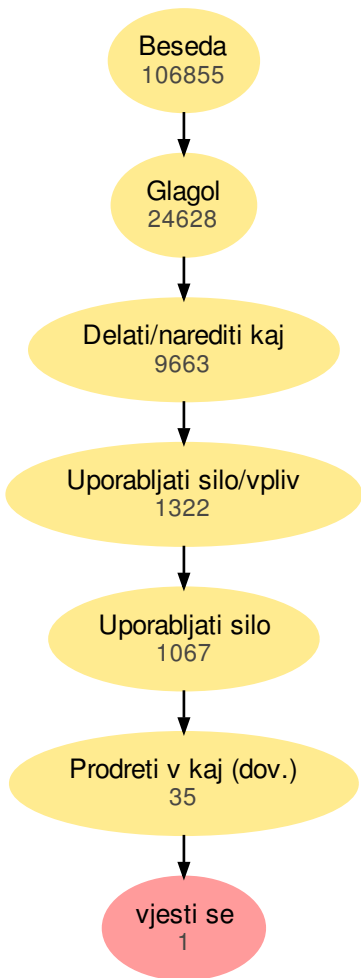 Beseda
106855
Glagol
24628
Delati/narediti kaj
9663
Uporabljati silo/vpliv
1322
Uporabljati silo
1067
Prodreti v kaj (dov.)
35
vjesti se
1